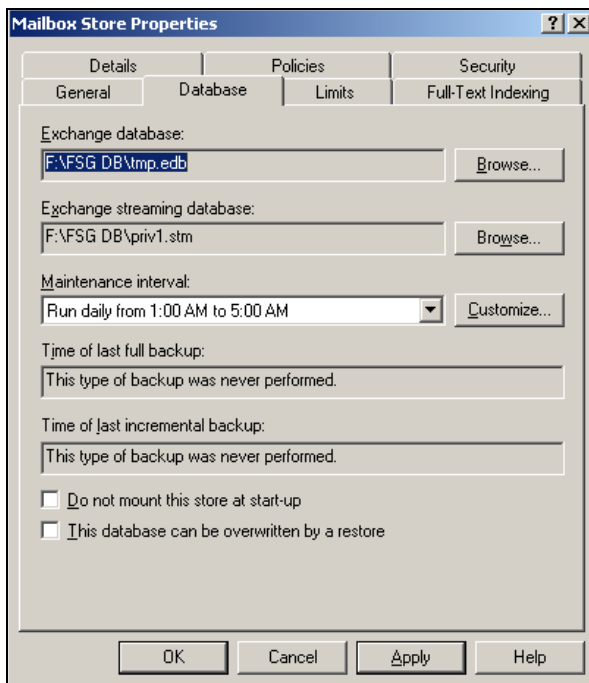 Mailbox Store Properties
Details Policies Security
General Database Limits Full-Text Indexing
Exchange database:
F:\FSG DB\tmp.edb Browse...
Exchange streaming database:
F:\FSG DB\priv1.stm Browse...
Maintenance interval:
Run daily from 1:00 AM to 5:00 AM Customize...
Time of last full backup:
This type of backup was never performed.
Time of last incremental backup:
This type of backup was never performed.
Do not mount this store at start-up
This database can be overwritten by a restore
OK Cancel Apply Help